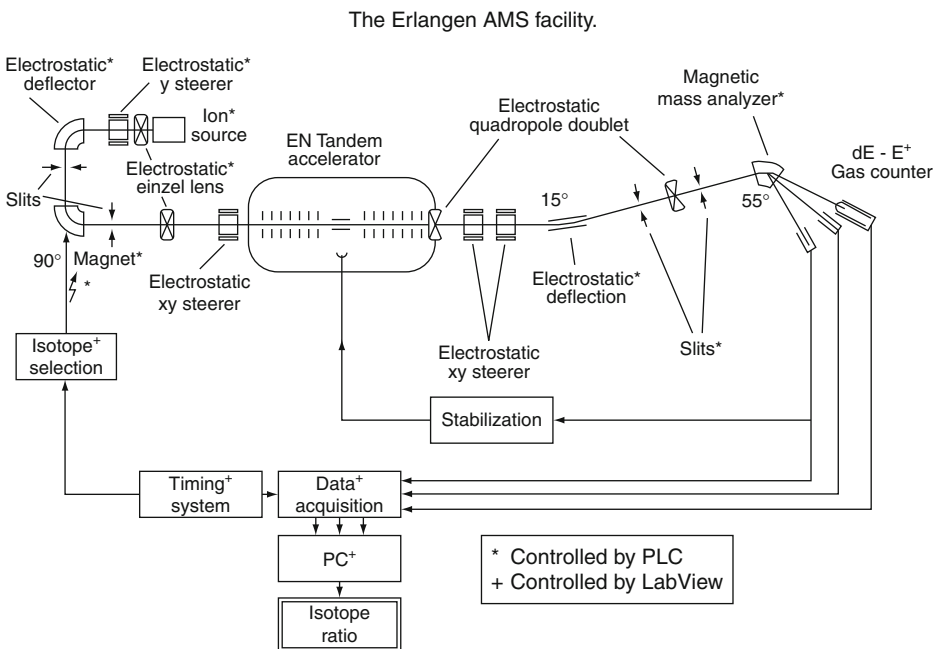 The Erlangen AMS facility.
Electrostatic*
deflector
Electrostatic*
y steerer
Ion*
source
Electrostatic*
einzel lens
Slits
90°
Magnet*
*
Electrostatic
xy steerer
EN Tandem
accelerator
Electrostatic
quadropole doublet
Magnetic
mass analyzer*
dE - E+
Gas counter
15°
55°
Electrostatic*
deflection
Electrostatic
xy steerer
Slits*
Isotope+
selection
Stabilization
Timing+
system
Data+
acquisition
PC+
Isotope
ratio
* Controlled by PLC
+ Controlled by LabView